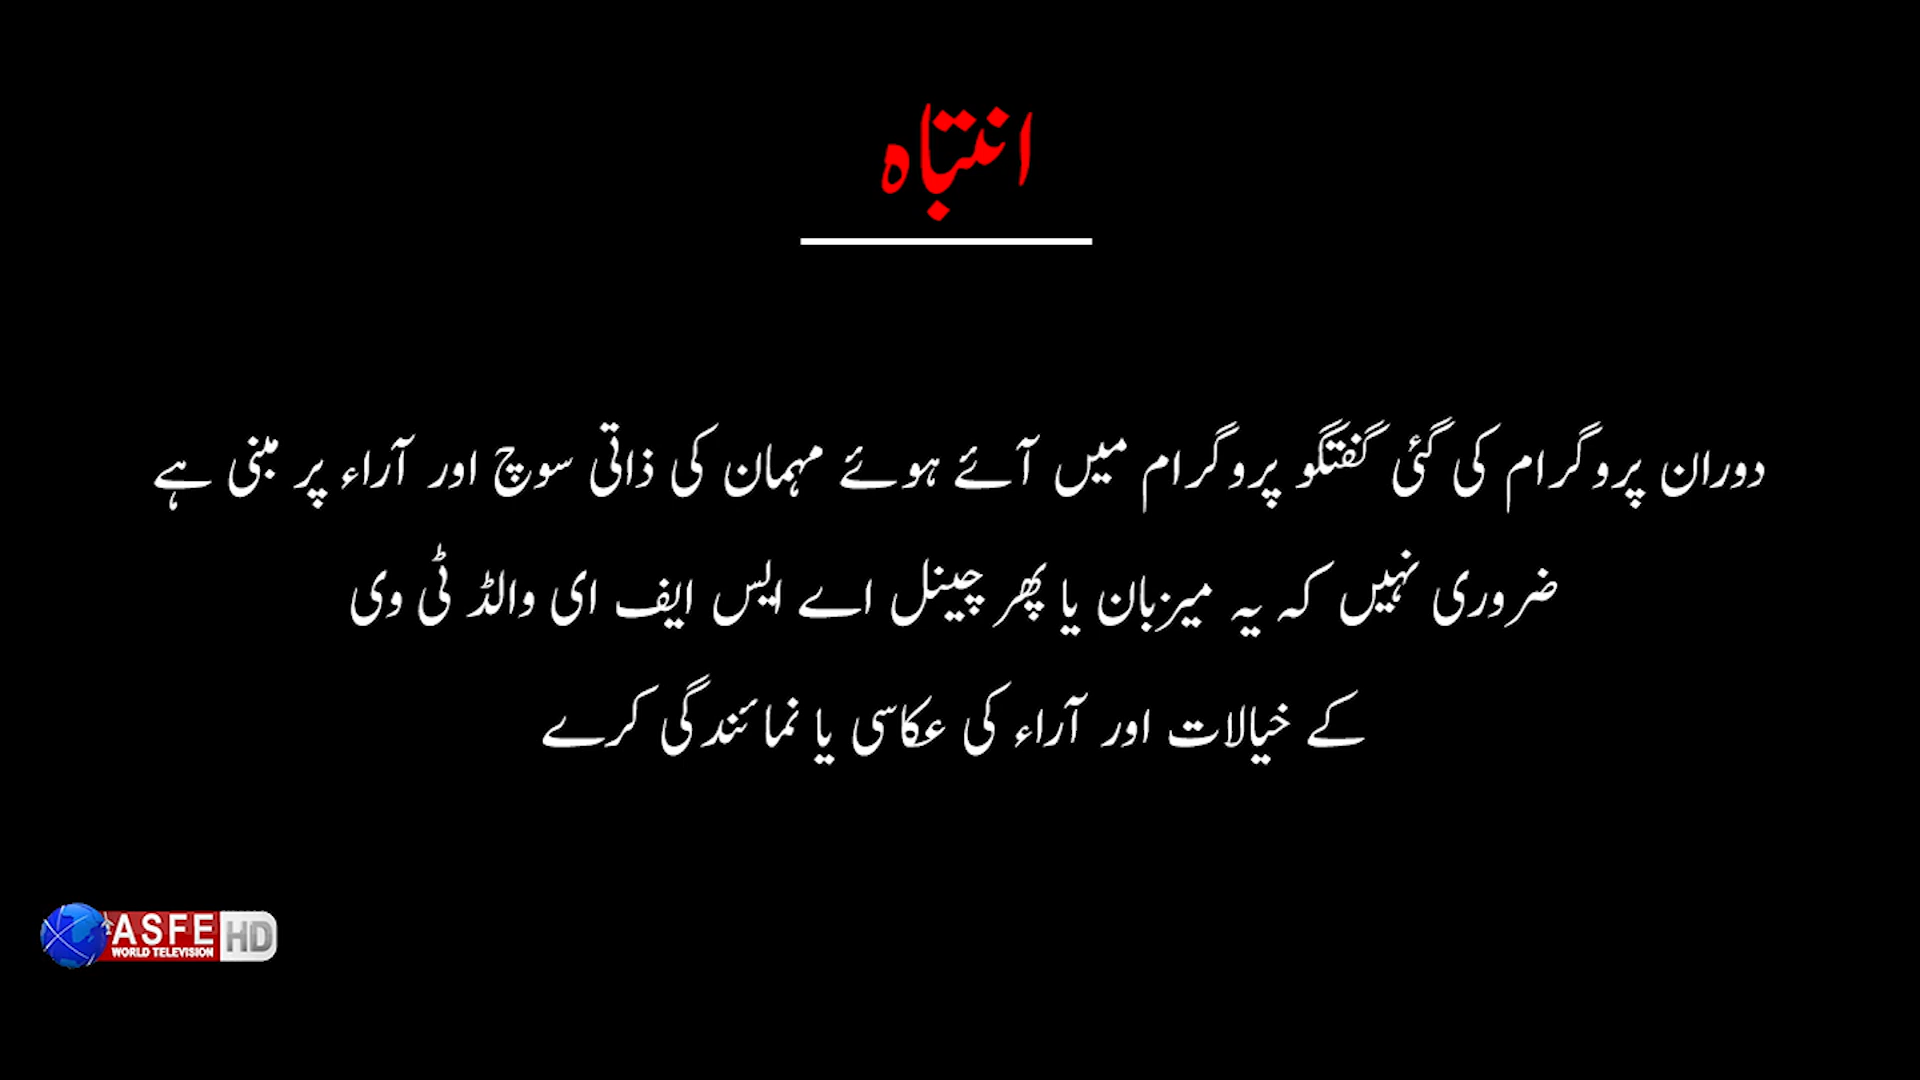 انتباہ
دوران پروگرام کی گئی گفتگو پروگرام میں آئے ہوئے مہمان کی ذاتی سوچ اور آراء پر مبنی ہے
ضروری نہیں کہ یہ میزبان یا پھر چینل اے ایس ایف ای والڈ ٹی وی
کے خیالات اور آراء کی عکاسی یا نمائندگی کرے
ASFE HD
WORLD TELEVISION